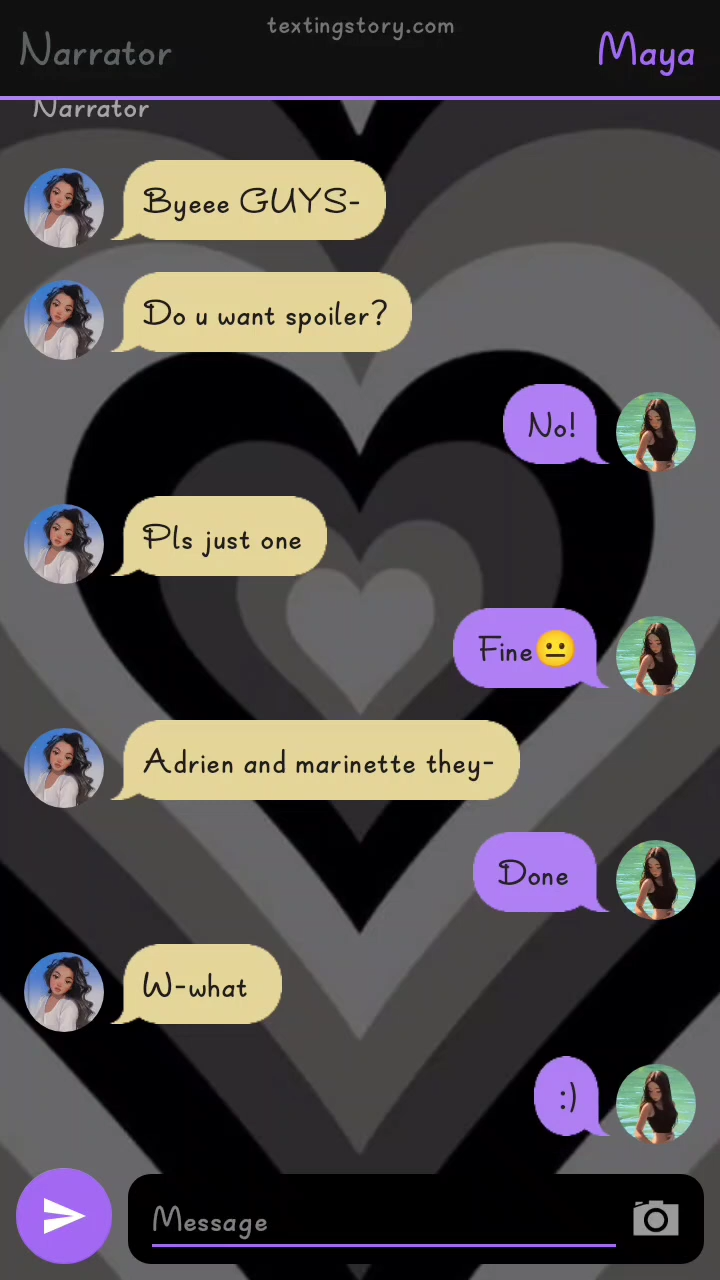 textingstory.com
Narrator
Maya
Narrator
Byeee GUYS-
Do u want spoiler?
No!
Pls just one
Fine😐
Adrien and marinette they-
Done
W-what
:)
Message